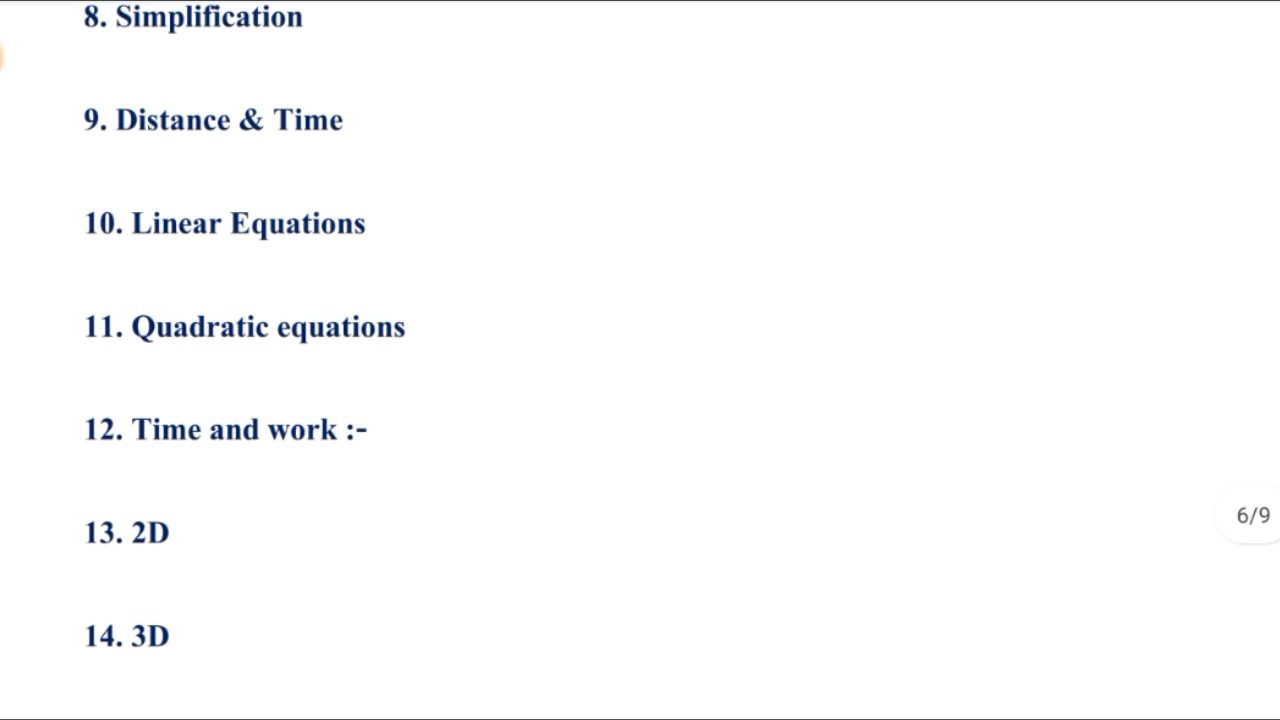 8. Simplification
9. Distance & Time
10. Linear Equations
11. Quadratic equations
12. Time and work :-
6/9
13. 2D
14. 3D